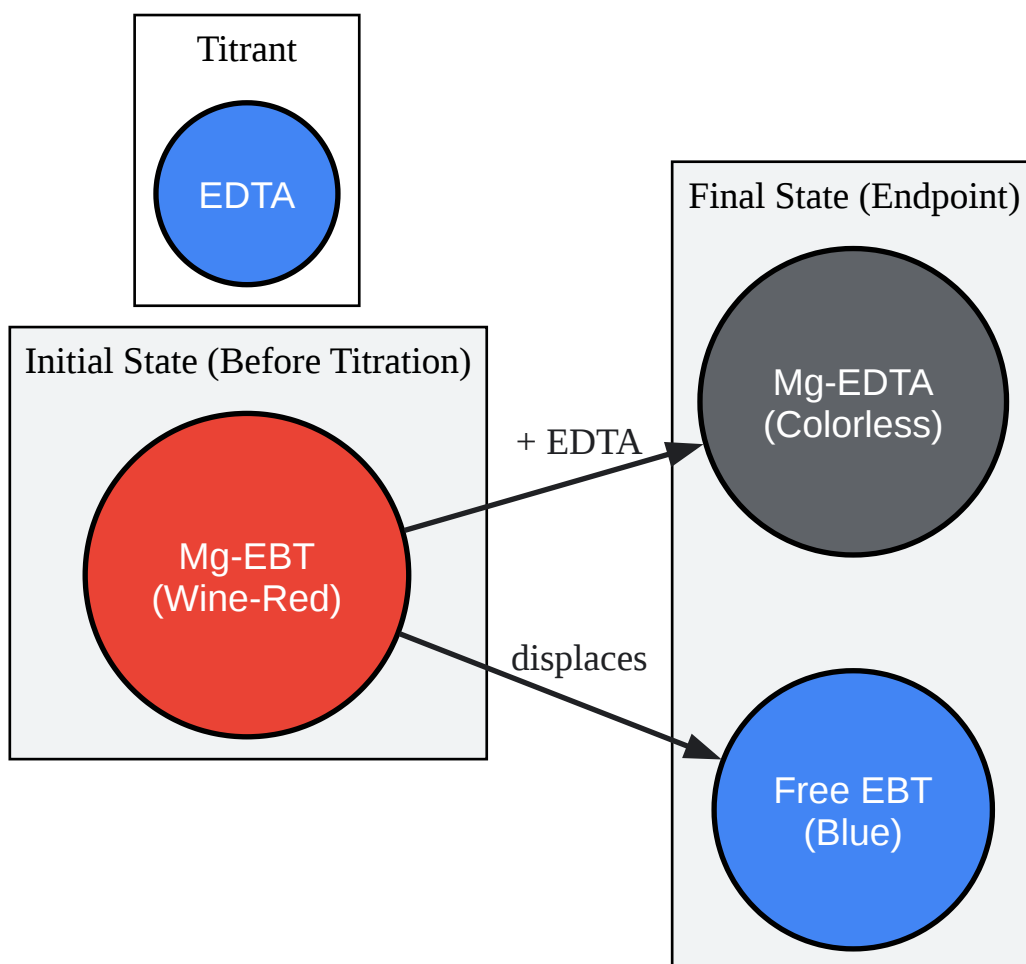 Titrant
EDTA
Initial State (Before Titration)
Mg-EBT
(Wine-Red)
+ EDTA
displaces
Final State (Endpoint)
Mg-EDTA
(Colorless)
Free EBT
(Blue)